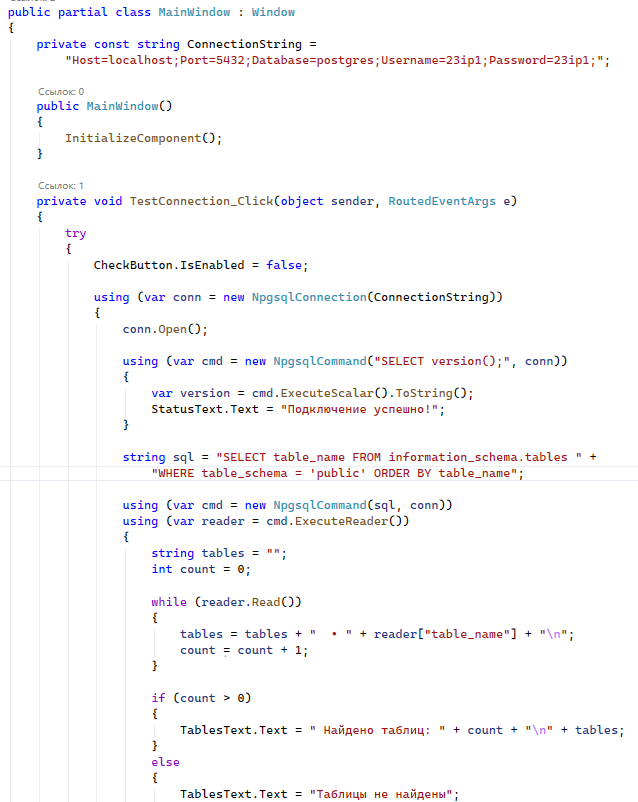 public partial class MainWindow : Window
{
private const string ConnectionString =
"Host=localhost;Port=5432;Database=postgres;Username=23ip1;Password=23ip1;";
Ссылок: 0
public MainWindow()
{
InitializeComponent();
}
Ссылок: 1
private void TestConnection_Click(object sender, RoutedEventArgs e)
{
try
{
CheckButton.IsEnabled = false;
using (var conn = new NpgsqlConnection(ConnectionString))
{
conn.Open();
using (var cmd = new NpgsqlCommand("SELECT version();", conn))
{
var version = cmd.ExecuteScalar().ToString();
StatusText.Text = "Подключение успешно!";
}
string sql = "SELECT table_name FROM information_schema.tables " +
"WHERE table_schema = 'public' ORDER BY table_name";
using (var cmd = new NpgsqlCommand(sql, conn))
using (var reader = cmd.ExecuteReader())
{
string tables = "";
int count = 0;
while (reader.Read())
{
tables = tables + "  • " + reader["table_name"] + "\n";
count = count + 1;
}
if (count > 0)
{
TablesText.Text = " Найдено таблиц: " + count + "\n" + tables;
}
else
{
TablesText.Text = "Таблицы не найдены";